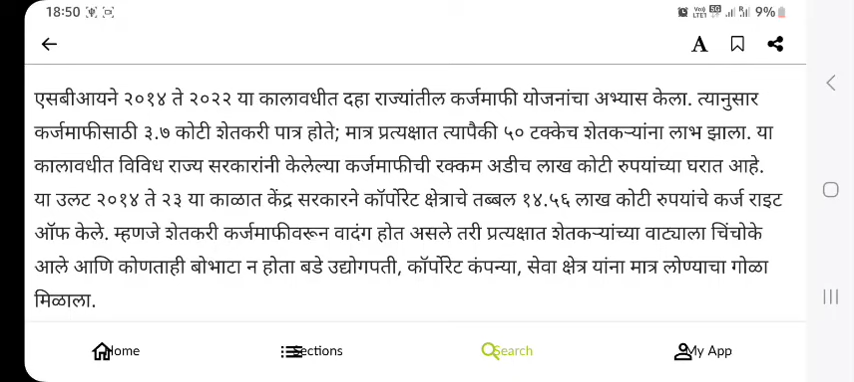 18:50 9%
A
एसबीआयने २०१४ ते २०२२ या कालावधीत दहा राज्यांतील कर्जमाफी योजनांचा अभ्यास केला. त्यानुसार
कर्जमाफीसाठी ३.७ कोटी शेतकरी पात्र होते; मात्र प्रत्यक्षात त्यापैकी ५० टक्केच शेतकऱ्यांना लाभ झाला. या
कालावधीत विविध राज्य सरकारांनी केलेल्या कर्जमाफीची रक्कम अडीच लाख कोटी रुपयांच्या घरात आहे.
या उलट २०१४ ते २३ या काळात केंद्र सरकारने कॉर्पोरेट क्षेत्राचे तब्बल १४.५६ लाख कोटी रुपयांचे कर्ज राइट
ऑफ केले. म्हणजे शेतकरी कर्जमाफीवरून वादंग होत असले तरी प्रत्यक्षात शेतकऱ्यांच्या वाट्याला चिंचोके
आले आणि कोणताही बोभाटा न होता बडे उद्योगपती, कॉर्पोरेट कंपन्या, सेवा क्षेत्र यांना मात्र लोण्याचा गोळा
मिळाला.
Home Sections Search My App